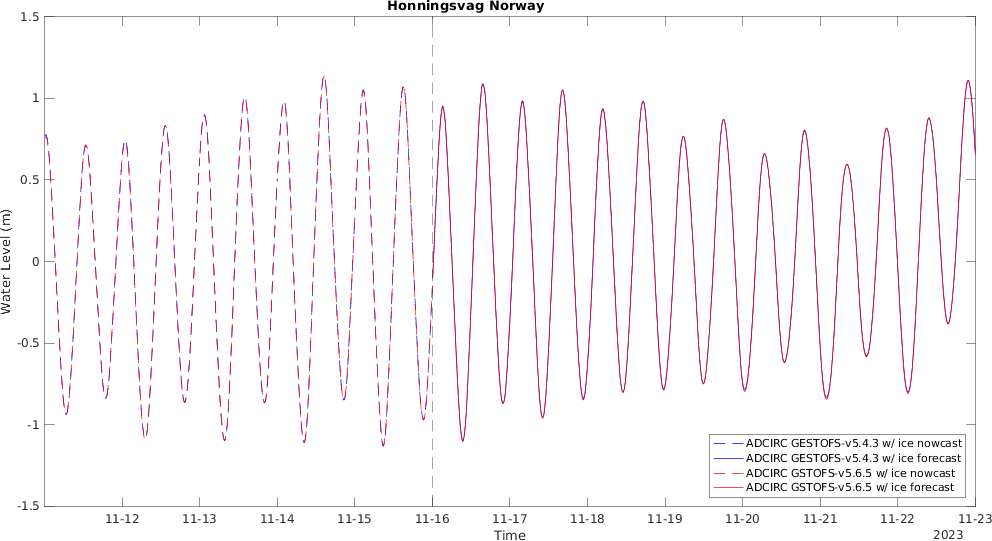 Honningsvag Norway
1.5
1
0.5
0
-0.5
-1
-1.5
Water Level (m)
11-12
11-13
11-14
11-15
11-16
11-17
11-18
11-19
11-20
11-21
11-22
11-23
Time
2023
ADCIRC GESTOFS-v5.4.3 w/ ice nowcast
ADCIRC GESTOFS-v5.4.3 w/ ice forecast
ADCIRC GSTOFS-v5.6.5 w/ ice nowcast
ADCIRC GSTOFS-v5.6.5 w/ ice forecast